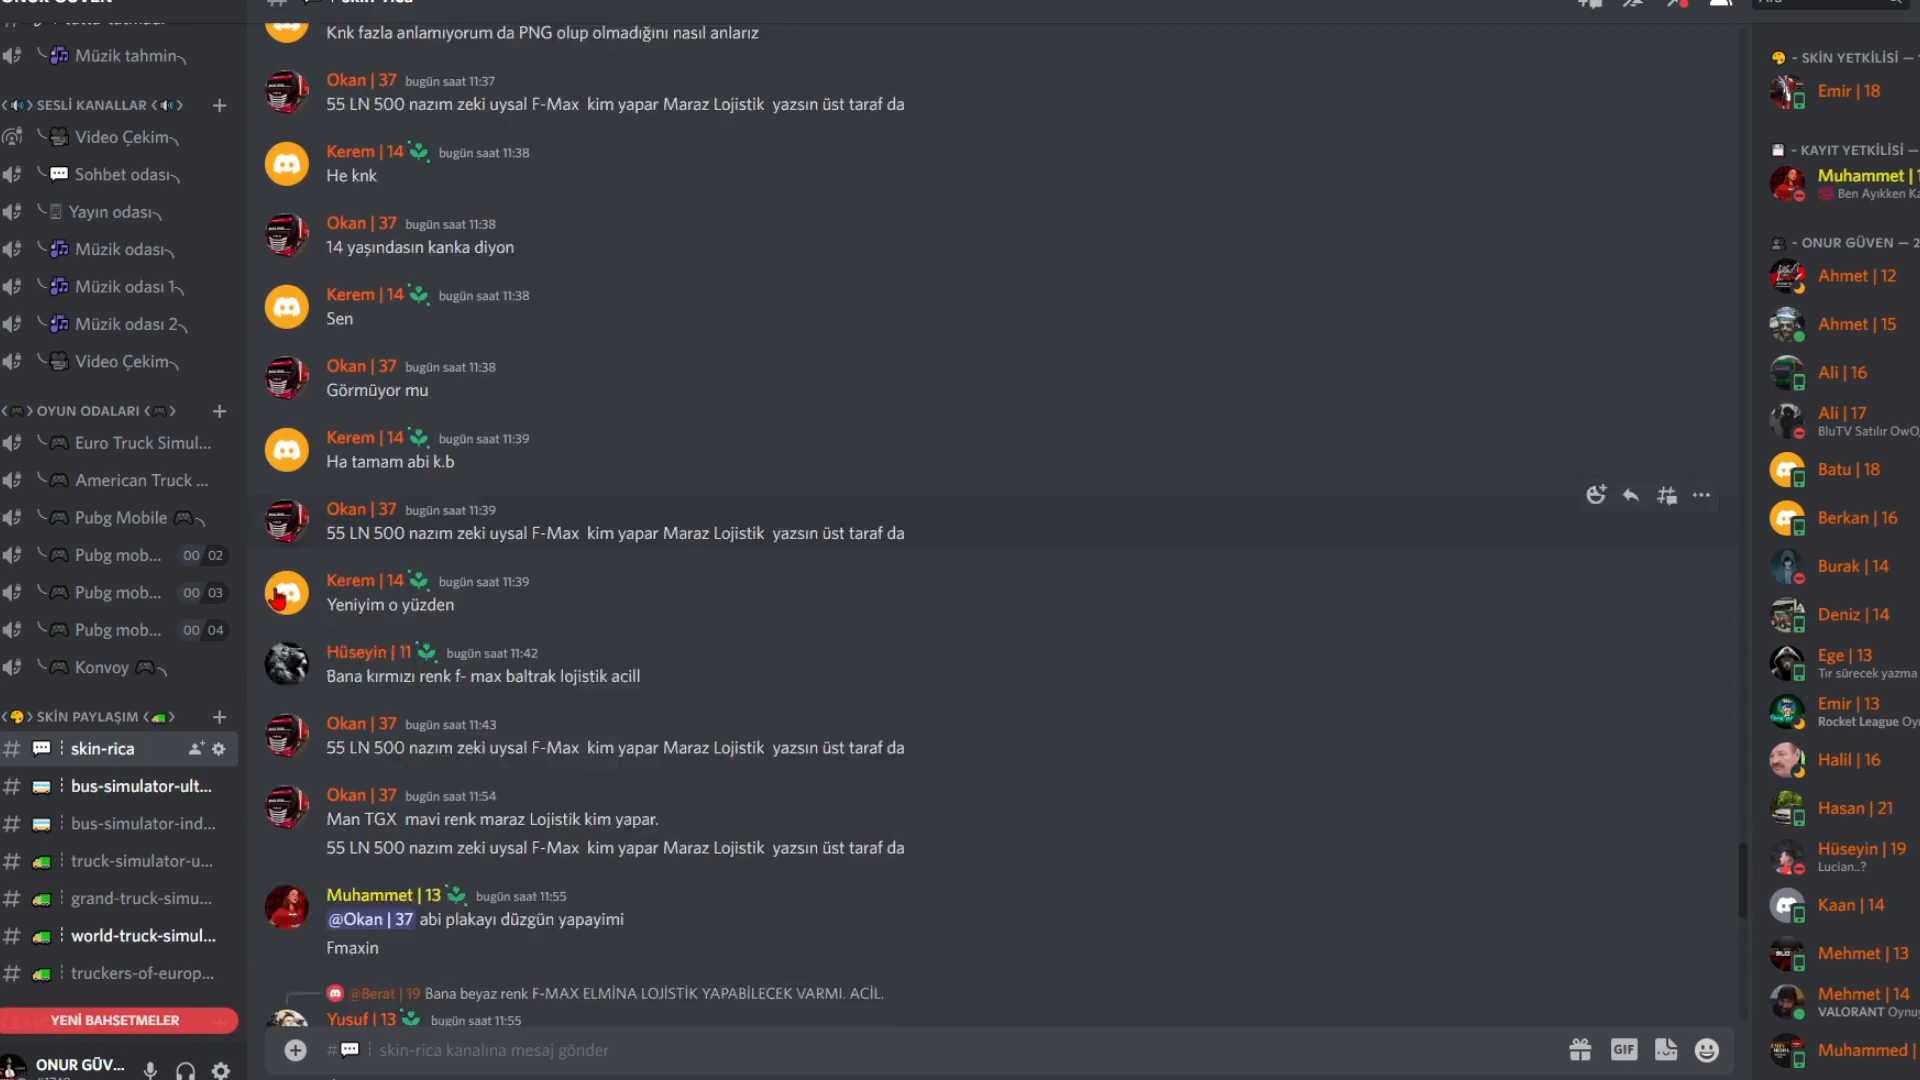 Müzik tahmin
SESLİ KANALLAR
Video Çekim
Sohbet odası
Yayın odası
Müzik odası
Müzik odası 1
Müzik odası 2
Video Çekim
OYUN ODALARI
Euro Truck Simul...
American Truck ...
Pubg Mobile
Pubg mob... 00 02
Pubg mob... 00 03
Pubg mob... 00 04
Konvoy
SKİN PAYLAŞIM
skin-rica
bus-simulator-ult...
bus-simulator-ind...
truck-simulator-u...
grand-truck-simu...
world-truck-simul...
truckers-of-europ...
YENİ BAHSETMELER
ONUR GÜV...
Knk fazla anlamıyorum da PNG olup olmadığını nasıl anlarız
Okan | 37 bugün saat 11:37
55 LN 500 nazım zeki uysal F-Max kim yapar Maraz Lojistik yazsın üst taraf da
Kerem | 14 bugün saat 11:38
He knk
Okan | 37 bugün saat 11:38
14 yaşındasın kanka diyon
Kerem | 14 bugün saat 11:38
Sen
Okan | 37 bugün saat 11:38
Görmüyor mu
Kerem | 14 bugün saat 11:39
Ha tamam abi k.b
Okan | 37 bugün saat 11:39
55 LN 500 nazım zeki uysal F-Max kim yapar Maraz Lojistik yazsın üst taraf da
Kerem | 14 bugün saat 11:39
Yeniyim o yüzden
Hüseyin | 11 bugün saat 11:42
Bana kırmızı renk f- max baltrak lojistik acill
Okan | 37 bugün saat 11:43
55 LN 500 nazım zeki uysal F-Max kim yapar Maraz Lojistik yazsın üst taraf da
Okan | 37 bugün saat 11:54
Man TGX mavi renk maraz Lojistik kim yapar.
55 LN 500 nazım zeki uysal F-Max kim yapar Maraz Lojistik yazsın üst taraf da
Muhammet | 13 bugün saat 11:55
@Okan | 37 abi plakayı düzgün yapayimi
Fmaxin
@Berat | 19 Bana beyaz renk F-MAX ELMİNA LOJİSTİK YAPABİLECEK VARMI. ACİL.
Yusuf | 13 bugün saat 11:55
# skin-rica kanalına mesaj gönder
GIF
- SKİN YETKİLİSİ —
Emir | 18
- KAYIT YETKİLİSİ —
Muhammet |
Ben Ayıkken
- ONUR GÜVEN — 2
Ahmet | 12
Ahmet | 15
Ali | 16
Ali | 17
BluTV Satılır OwO
Batu | 18
Berkan | 16
Burak | 14
Deniz | 14
Ege | 13
Tır sürecek yazma
Emir | 13
Rocket League
Halil | 16
Hasan | 21
Hüseyin | 19
Lucian..?
Kaan | 14
Mehmet | 13
Mehmet | 14
VALORANT
Muhammed |